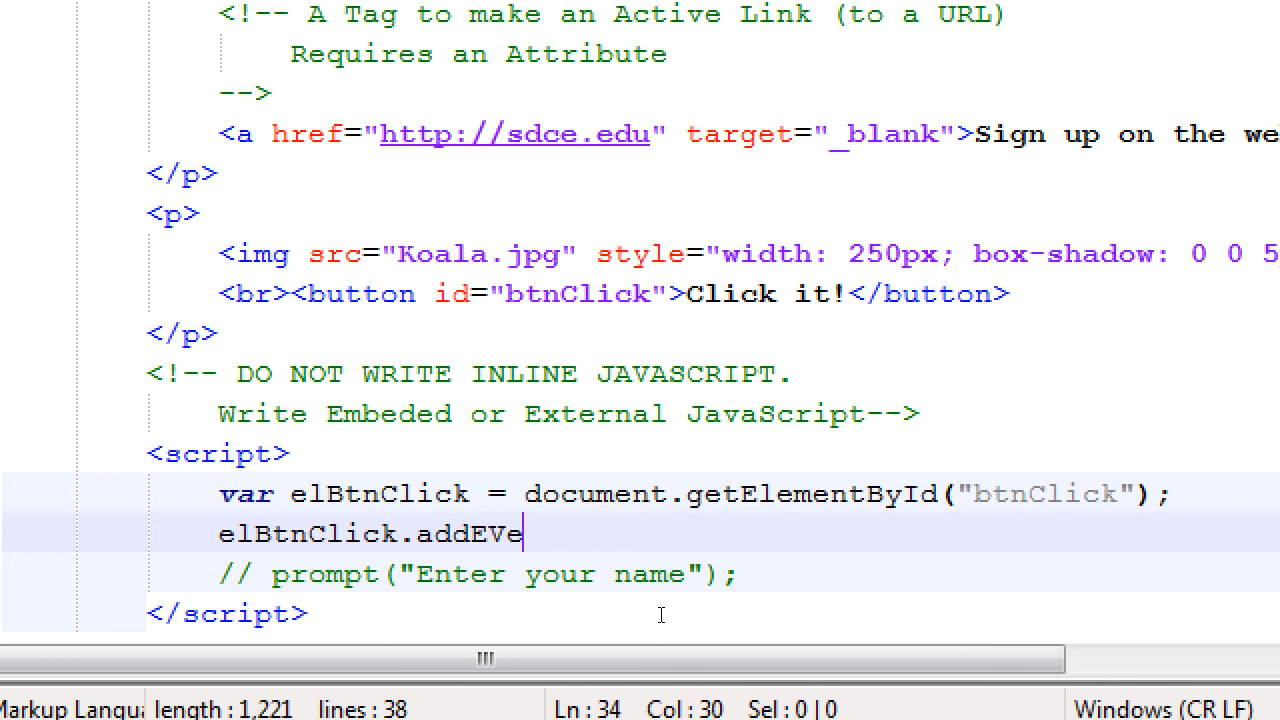 <!-- A Tag to make an Active Link (to a URL)
Requires an Attribute
-->
<a href="http://sdce.edu" target="_blank">Sign up on the we
</p>
<p>
<img src="Koala.jpg" style="width: 250px; box-shadow: 0 0 5
<br><button id="btnClick">Click it!</button>
</p>
<!-- DO NOT WRITE INLINE JAVASCRIPT.
Write Embeded or External JavaScript-->
<script>
var elBtnClick = document.getElementById("btnClick");
elBtnClick.addEVe
// prompt("Enter your name");
</script>
Markup Langua length : 1,221 lines : 38 Ln : 34 Col : 30 Sel : 0 | 0 Windows (CR LF)